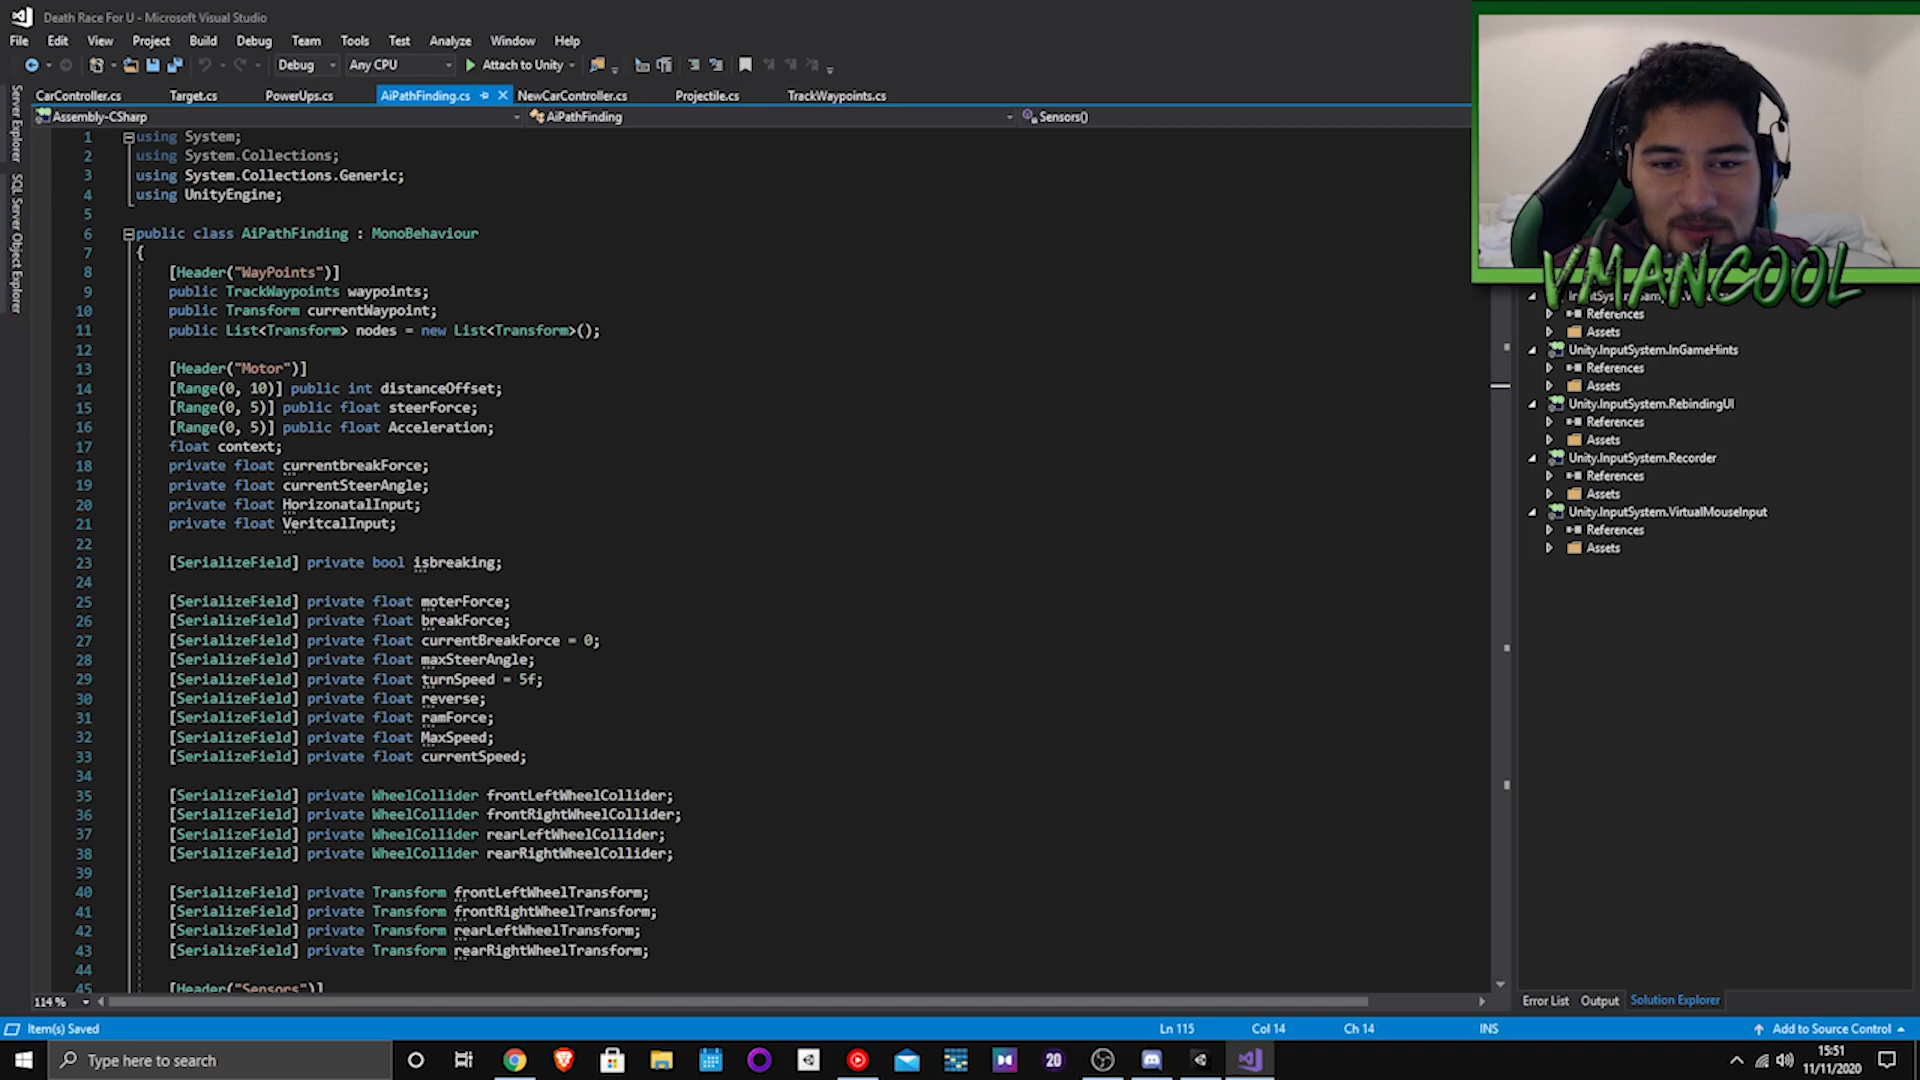 Death Race For U - Microsoft Visual Studio
File Edit View Project Build Debug Team Tools Test Analyze Window Help
Debug Any CPU Attach to Unity
CarController.cs Target.cs PowerUps.cs AiPathFinding.cs NewCarController.cs Projectile.cs TrackWaypoints.cs
Assembly-CSharp AiPathFinding Sensors()
Server Explorer
SQL Server Object Explorer
1 using System;
2 using System.Collections;
3 using System.Collections.Generic;
4 using UnityEngine;
5
6 public class AiPathFinding : MonoBehaviour
7 {
8 [Header("WayPoints")]
9 public TrackWaypoints waypoints;
10 public Transform currentWaypoint;
11 public List<Transform> nodes = new List<Transform>();
12
13 [Header("Motor")]
14 [Range(0, 10)] public int distanceOffset;
15 [Range(0, 5)] public float steerForce;
16 [Range(0, 5)] public float Acceleration;
17 float context;
18 private float currentbreakForce;
19 private float currentSteerAngle;
20 private float HorizonatalInput;
21 private float VeritcalInput;
22
23 [SerializeField] private bool isbreaking;
24
25 [SerializeField] private float moterForce;
26 [SerializeField] private float breakForce;
27 [SerializeField] private float currentBreakForce = 0;
28 [SerializeField] private float maxSteerAngle;
29 [SerializeField] private float turnSpeed = 5f;
30 [SerializeField] private float reverse;
31 [SerializeField] private float ramForce;
32 [SerializeField] private float MaxSpeed;
33 [SerializeField] private float currentSpeed;
34
35 [SerializeField] private WheelCollider frontLeftWheelCollider;
36 [SerializeField] private WheelCollider frontRightWheelCollider;
37 [SerializeField] private WheelCollider rearLeftWheelCollider;
38 [SerializeField] private WheelCollider rearRightWheelCollider;
39
40 [SerializeField] private Transform frontLeftWheelTransform;
41 [SerializeField] private Transform frontRightWheelTransform;
42 [SerializeField] private Transform rearLeftWheelTransform;
43 [SerializeField] private Transform rearRightWheelTransform;
44
45 [Header("Sensors")]
114 %
VMANCOOL
References
Assets
Unity.InputSystem.InGameHints
References
Assets
Unity.InputSystem.RebindingUI
References
Assets
Unity.InputSystem.Recorder
References
Assets
Unity.InputSystem.VirtualMouseInput
References
Assets
Error List Output Solution Explorer
Item(s) Saved Ln 115 Col 14 Ch 14 INS Add to Source Control
Type here to search
20
15:51
11/11/2020